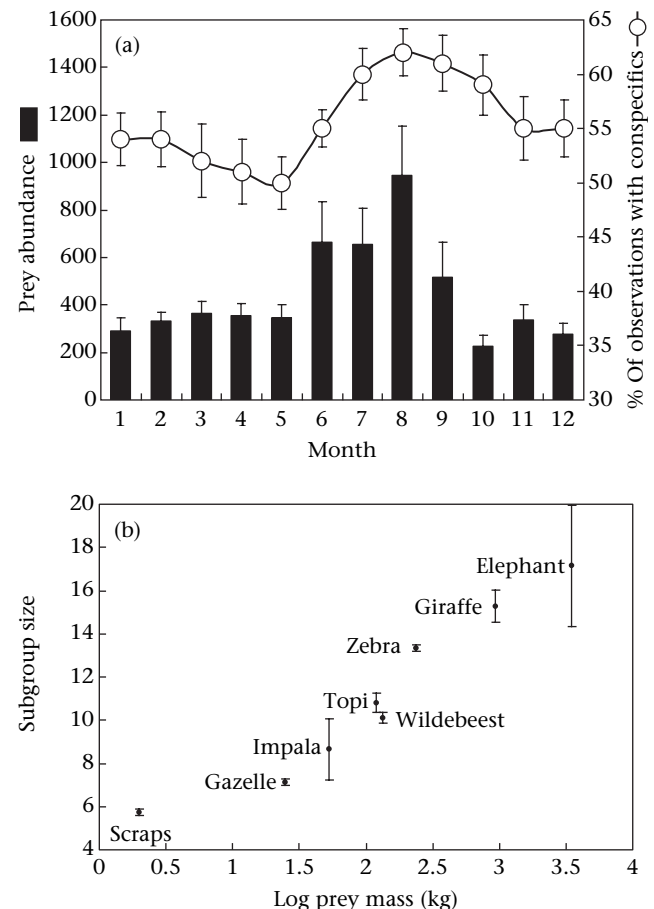 (a)
Prey abundance
1600
1400
1200
1000
800
600
400
200
0
65
60
55
50
45
40
35
30
% Of observations with conspecifics
1 2 3 4 5 6 7 8 9 10 11 12
Month
(b)
Subgroup size
20
18
16
14
12
10
8
6
4
Elephant
Giraffe
Zebra
Topi
Wildebeest
Impala
Gazelle
Scraps
0 0.5 1 1.5 2 2.5 3 3.5 4
Log prey mass (kg)